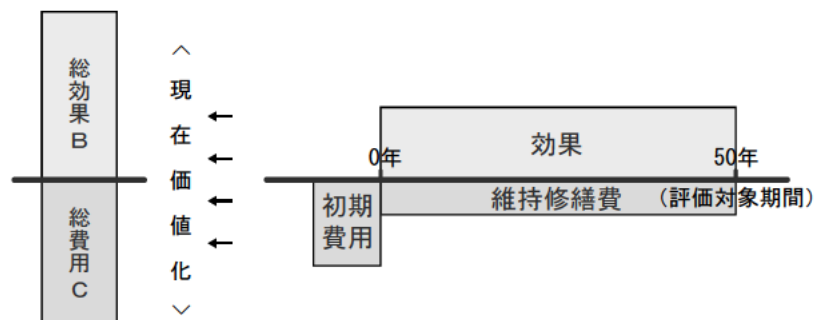 総効果B
総費用C
〈現在価値化〉
0年
効果
50年
初期
費用
維持修繕費
(評価対象期間)